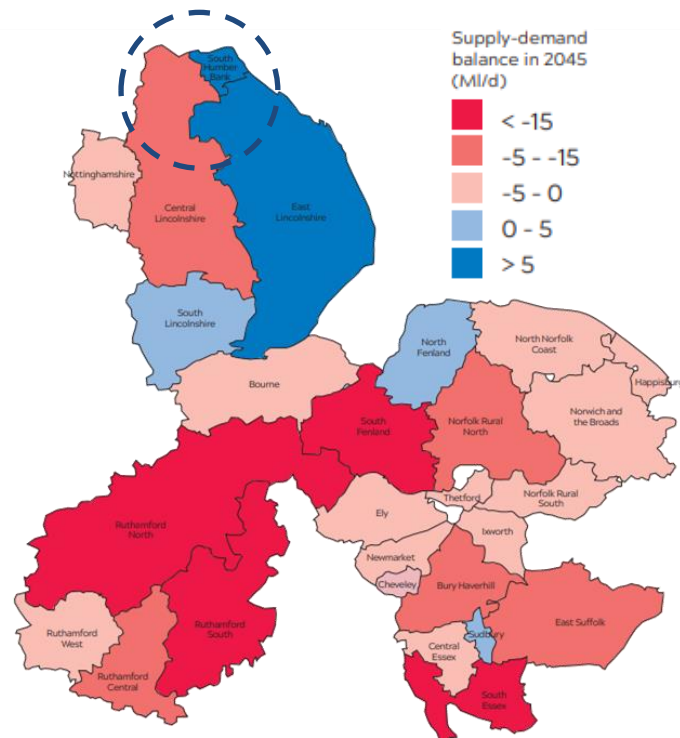 Supply-demand
balance in 2045
(Ml/d)
< -15
-5 - -15
-5 - 0
0 - 5
> 5
South
Humber
Bank
Nottinghamshire
Central
Lincolnshire
East
Lincolnshire
South
Lincolnshire
North
Fenland
North Norfolk
Coast
Happisburg
Bourne
Norwich and
the Broads
South
Fenland
Norfolk Rural
North
Thetford
Norfolk Rural
South
Ely
Ixworth
Ruthamford
North
Newmarket
Cheveley
Bury Haverhill
Ruthamford
South
East Suffolk
Ruthamford
West
Sudbury
Central
Essex
Ruthamford
Central
South
Essex